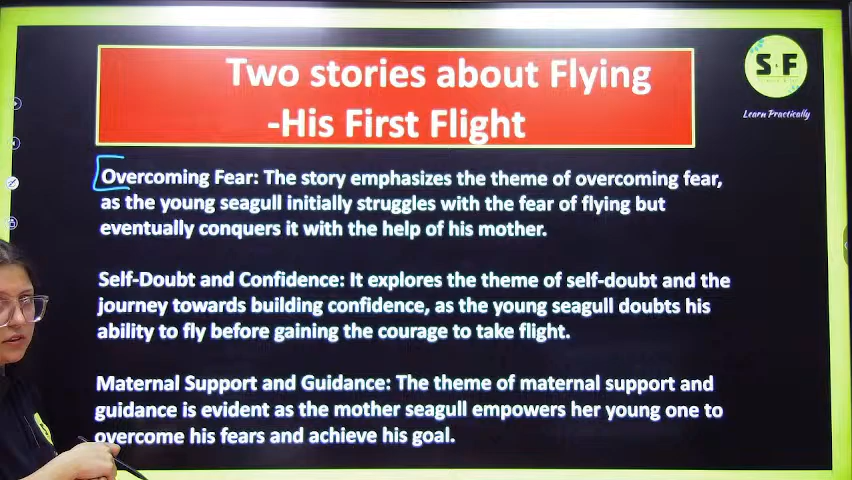 Two stories about Flying
-His First Flight
S F
Learn Practically
Overcoming Fear: The story emphasizes the theme of overcoming fear,
as the young seagull initially struggles with the fear of flying but
eventually conquers it with the help of his mother.
Self-Doubt and Confidence: It explores the theme of self-doubt and the
journey towards building confidence, as the young seagull doubts his
ability to fly before gaining the courage to take flight.
Maternal Support and Guidance: The theme of maternal support and
guidance is evident as the mother seagull empowers her young one to
overcome his fears and achieve his goal.